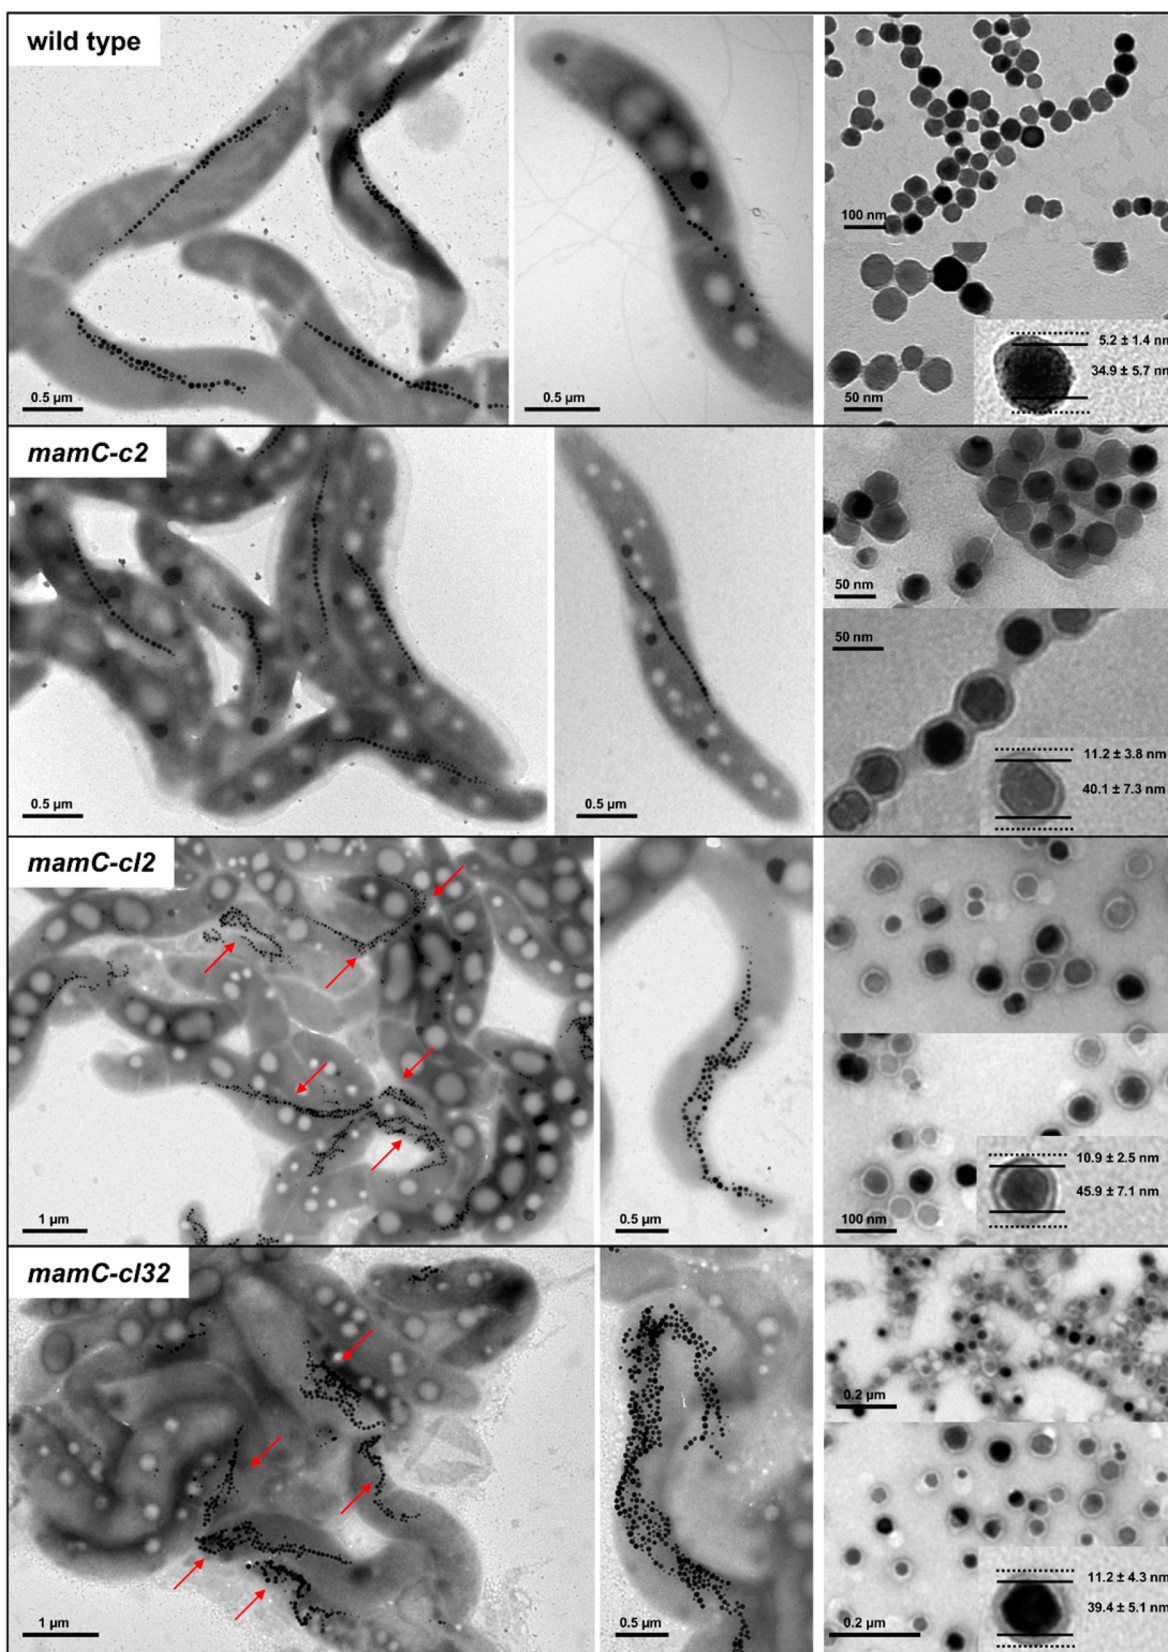 wild type
0.5 µm
0.5 µm
100 nm
50 nm
5.2 ± 1.4 nm
34.9 ± 5.7 nm
mamC-c2
0.5 µm
0.5 µm
50 nm
50 nm
11.2 ± 3.8 nm
40.1 ± 7.3 nm
mamC-cl2
1 µm
0.5 µm
100 nm
10.9 ± 2.5 nm
45.9 ± 7.1 nm
mamC-cl32
1 µm
0.5 µm
0.2 µm
0.2 µm
11.2 ± 4.3 nm
39.4 ± 5.1 nm